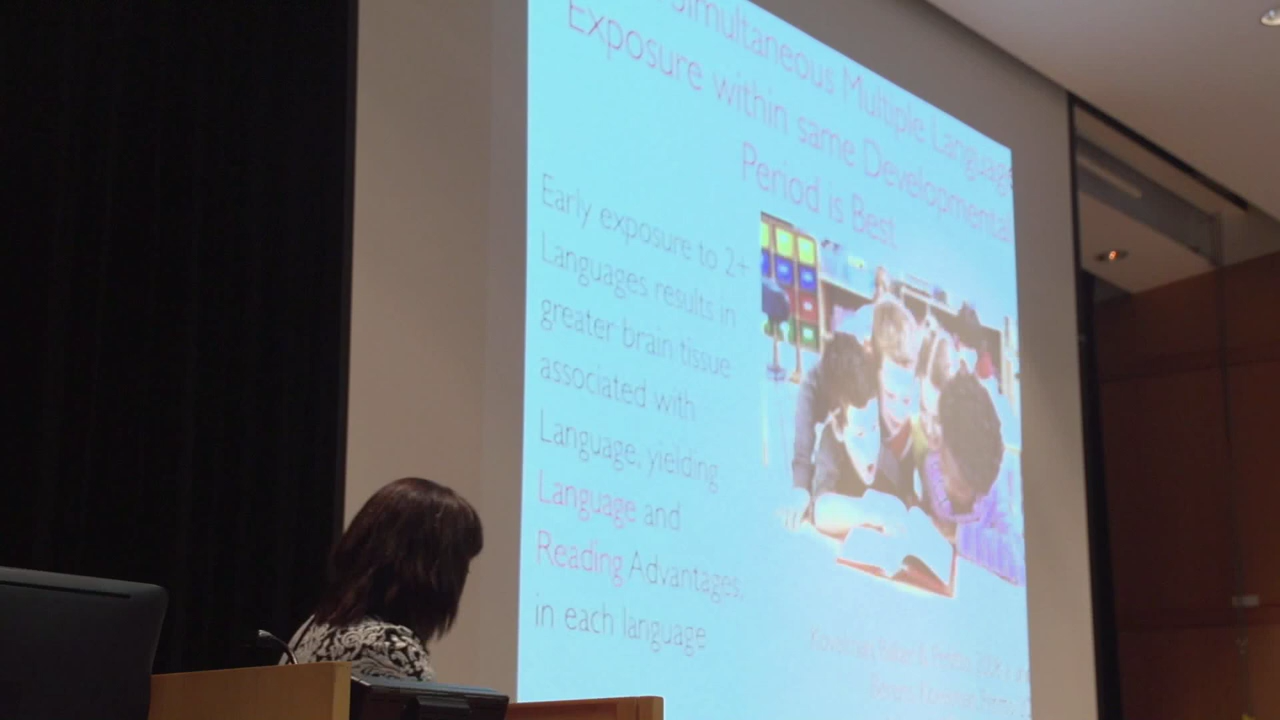 Simultaneous Multiple Language
Exposure within same Developmental
Period is Best
Early exposure to 2+
Languages results in
greater brain tissue
associated with
Language, yielding
Language and
Reading Advantages,
in each language